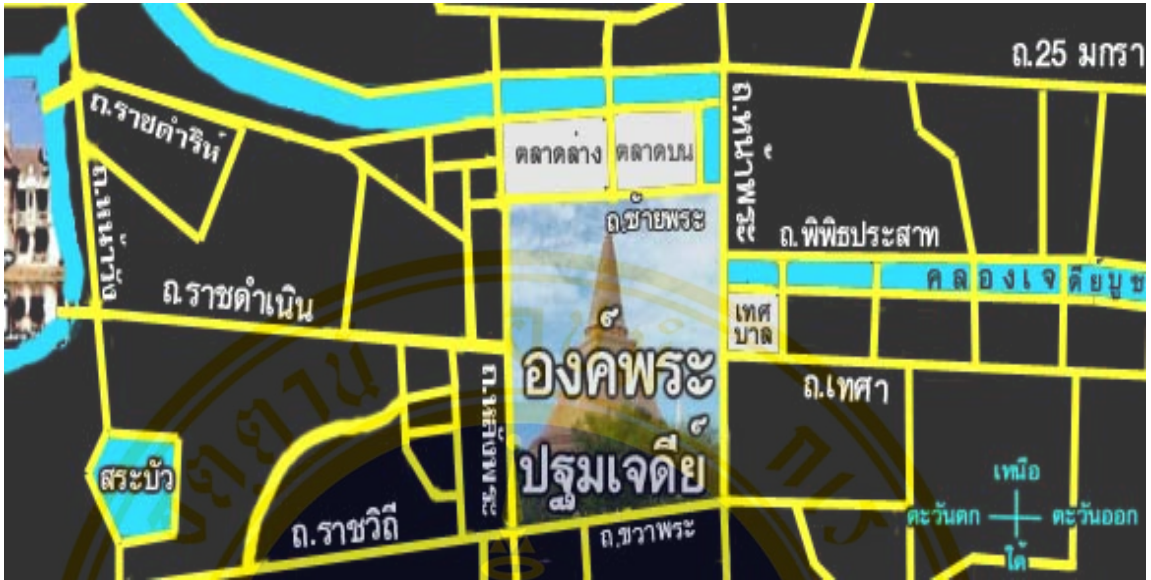 ถ.25 มกรา
ถ.ราชดำริห์
ตลาดล่าง
ตลาดบน
ถ.หน้าพระ
ถ.ซ้ายพระ
ถ.พิพิธประสาท
ถ.หน้าวัง
ถ.ราชดำเนิน
คลองเจดียบูช
เทศ
บาล
องค์พระ
ปฐมเจดีย์
ถ.หลังพระ
ถ.เทศา
สระบัว
ถ.ราชวิถี
ถ.ขวาพระ
เหนือ
ตะวันตก
ตะวันออก
ใต้